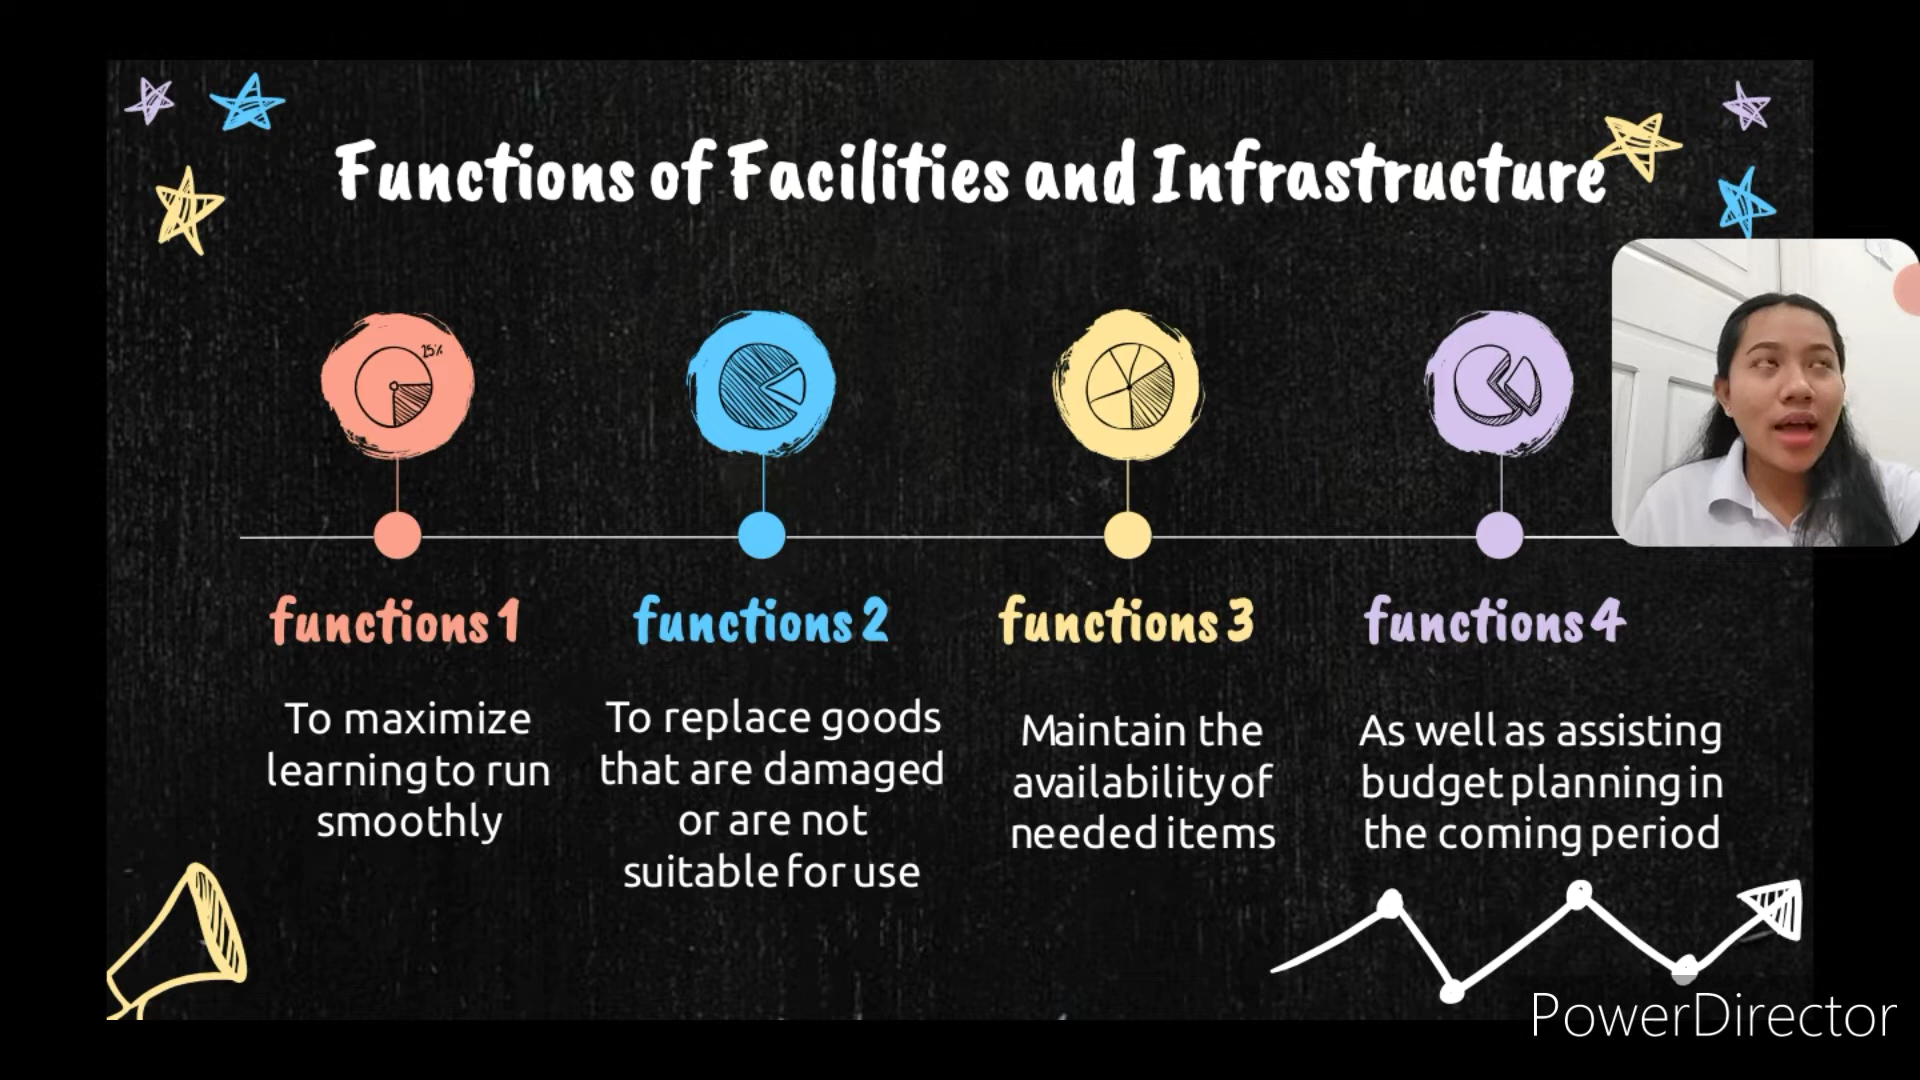 Functions of Facilities and Infrastructure
25%
functions 1
functions 2
functions 3
functions 4
To maximize
learning to run
smoothly
To replace goods
that are damaged
or are not
suitable for use
Maintain the
availability of
needed items
As well as assisting
budget planning in
the coming period
PowerDirector